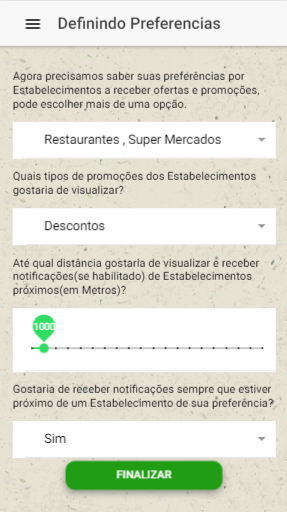 Definindo Preferencias
Agora precisamos saber suas preferências por
Estabelecimentos a receber ofertas e promoções,
pode escolher mais de uma opção.
Restaurantes , Super Mercados
Quais tipos de promoções dos Estabelecimentos
gostaria de visualizar?
Descontos
Até qual distância gostaria de visualizar e receber
notificações(se habilitado) de Estabelecimentos
próximos(em Metros)?
1000
Gostaria de receber notificações sempre que estiver
próximo de um Estabelecimento de sua preferência?
Sim
FINALIZAR